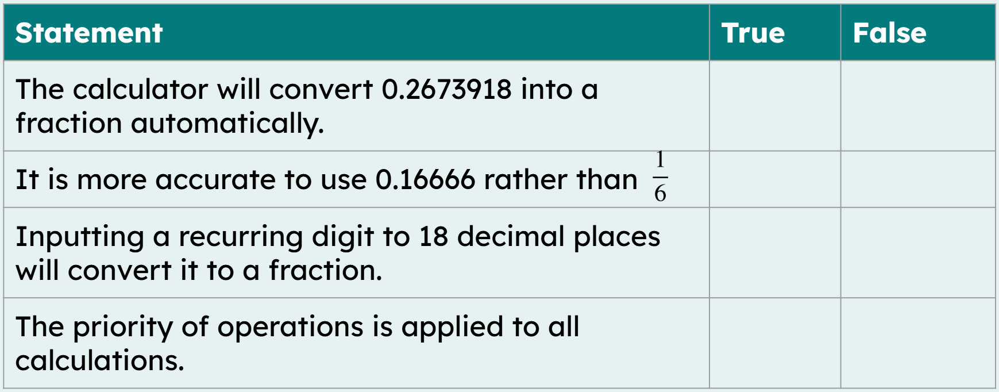 Statement True False
The calculator will convert 0.2673918 into a
fraction automatically.
It is more accurate to use 0.16666 rather than 1/6
Inputting a recurring digit to 18 decimal places
will convert it to a fraction.
The priority of operations is applied to all
calculations.